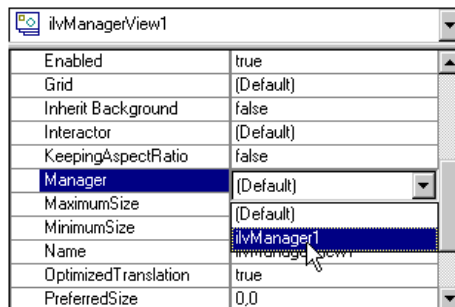 ilvManagerView1
Enabled true
Grid (Default)
Inherit Background false
Interactor (Default)
KeepingAspectRatio false
Manager (Default)
MaximumSize (Default)
MinimumSize ilvManager1
Name
OptimizedTranslation true
PreferredSize 0,0